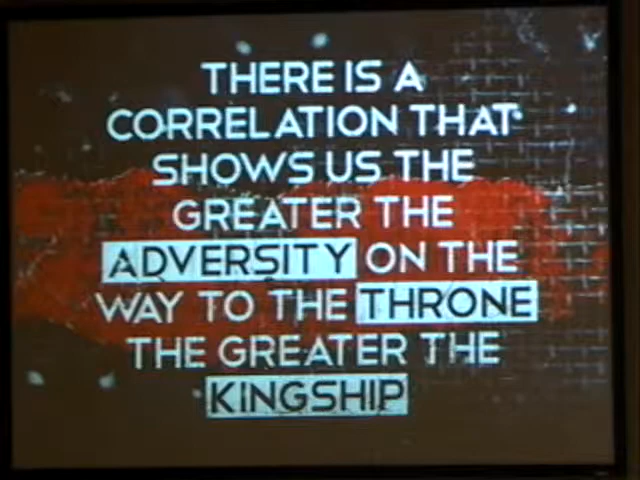 THERE IS A
CORRELATION THAT
SHOWS US THE
GREATER THE
ADVERSITY ON THE
WAY TO THE THRONE
THE GREATER THE
KINGSHIP